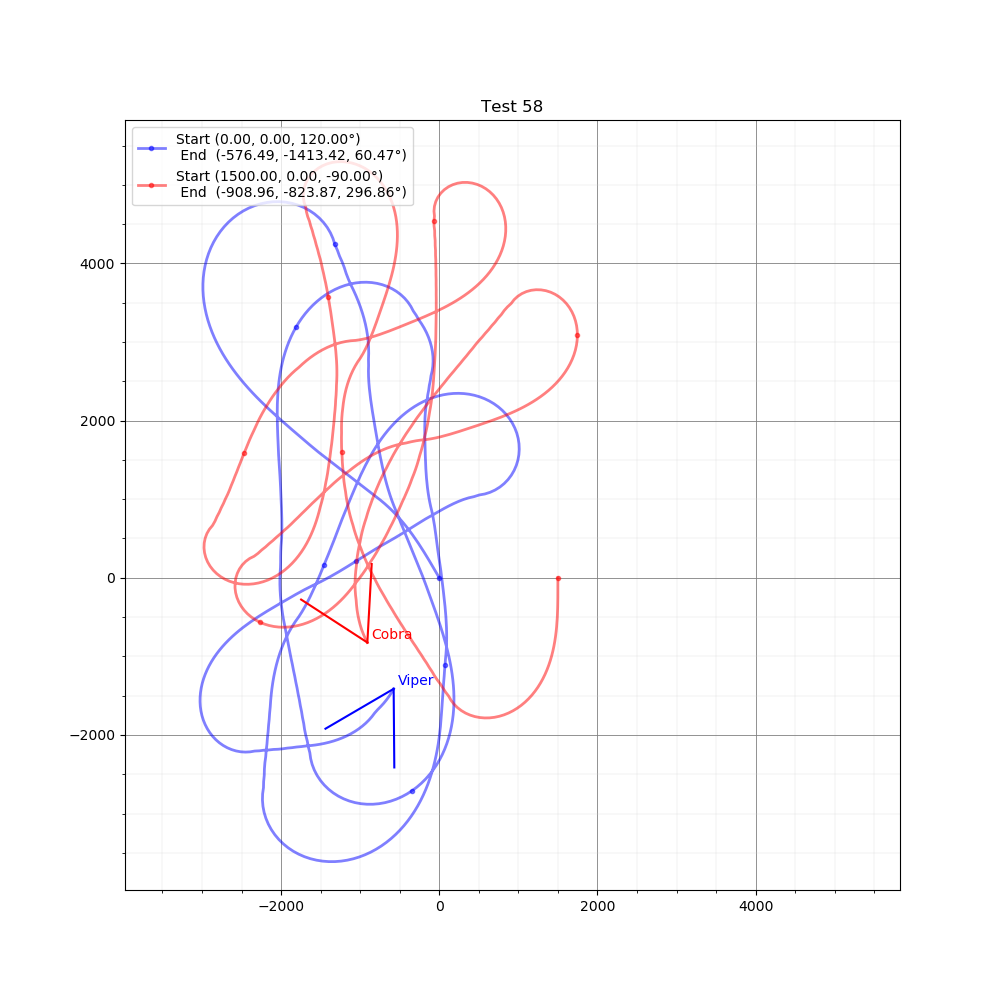 Test 58
Start (0.00, 0.00, 120.00°)
End (-576.49, -1413.42, 60.47°)
Start (1500.00, 0.00, -90.00°)
End (-908.96, -823.87, 296.86°)
4000
2000
0
−2000
Cobra
Viper
−2000
0
2000
4000